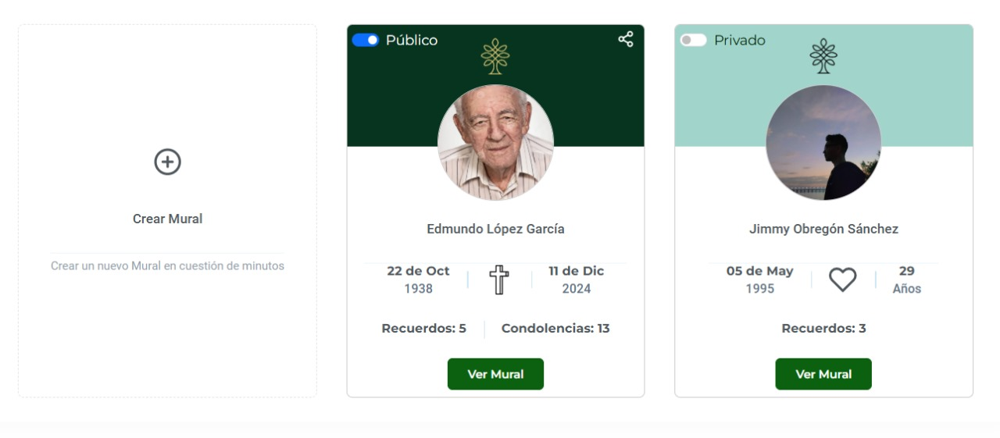 Crear Mural
Crear un nuevo Mural en cuestión de minutos
Público
Edmundo López García
22 de Oct
1938
11 de Dic
2024
Recuerdos: 5
Condolencias: 13
Ver Mural
Privado
Jimmy Obregón Sánchez
05 de May
1995
29
Años
Recuerdos: 3
Ver Mural